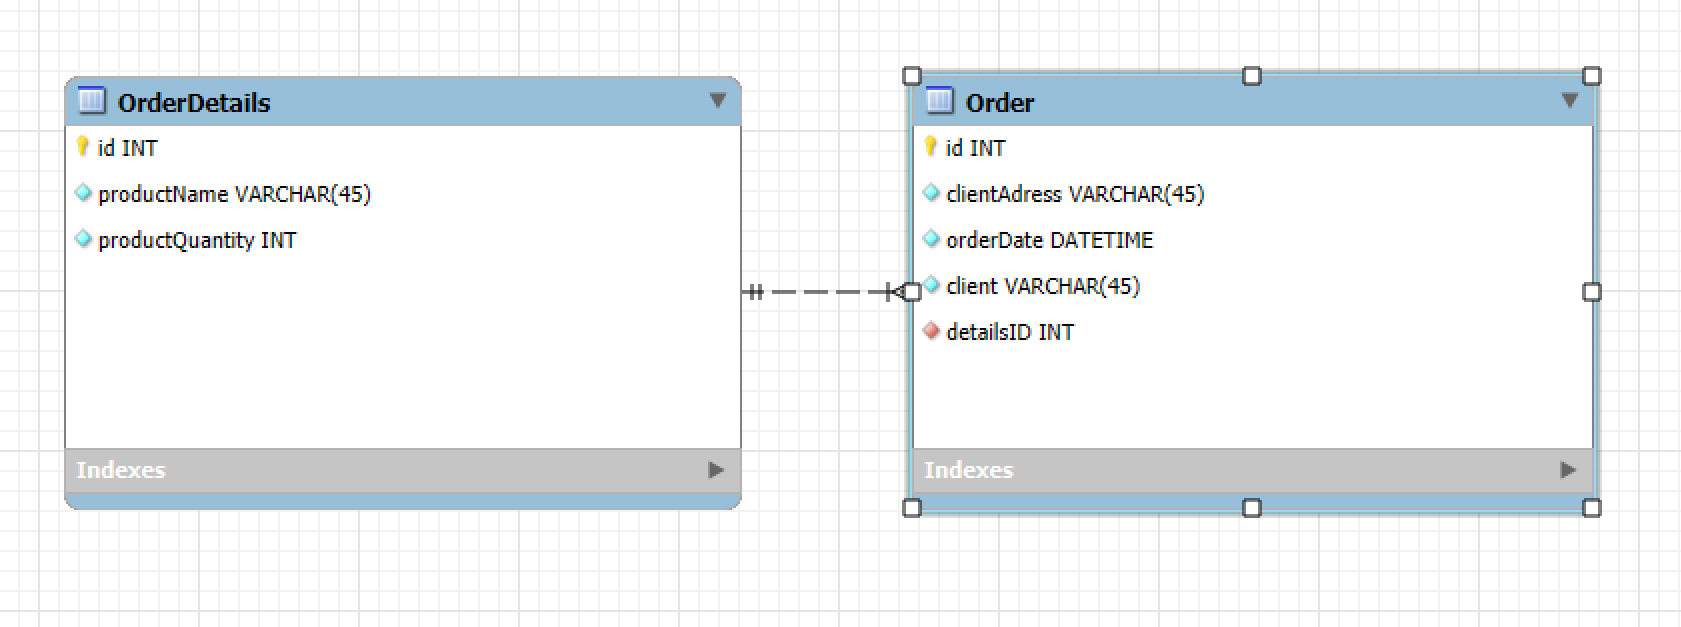 OrderDetails
id INT
productName VARCHAR(45)
productQuantity INT
Indexes
Order
id INT
clientAdress VARCHAR(45)
orderDate DATETIME
client VARCHAR(45)
detailsID INT
Indexes